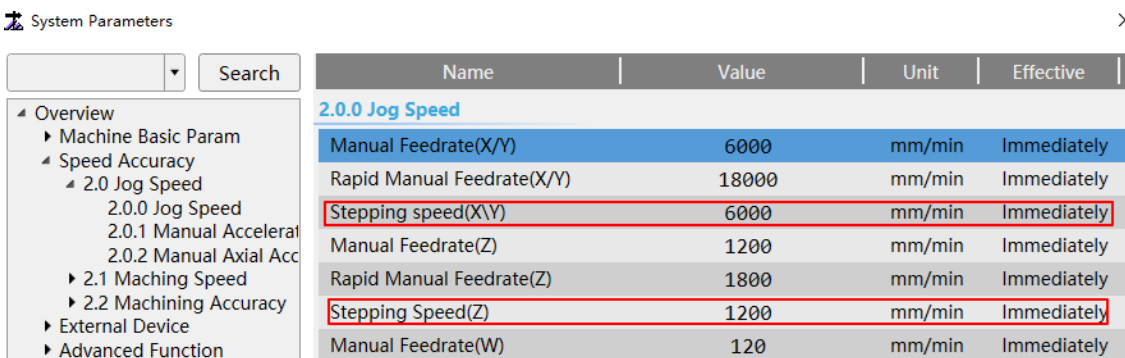 System Parameters
Search
Overview
Machine Basic Param
Speed Accuracy
2.0 Jog Speed
2.0.0 Jog Speed
2.0.1 Manual Accelerat
2.0.2 Manual Axial Acc
2.1 Maching Speed
2.2 Machining Accuracy
External Device
Advanced Function
Name Value Unit Effective
2.0.0 Jog Speed
Manual Feedrate(X/Y) 6000 mm/min Immediately
Rapid Manual Feedrate(X/Y) 18000 mm/min Immediately
Stepping speed(X\Y) 6000 mm/min Immediately
Manual Feedrate(Z) 1200 mm/min Immediately
Rapid Manual Feedrate(Z) 1800 mm/min Immediately
Stepping Speed(Z) 1200 mm/min Immediately
Manual Feedrate(W) 120 mm/min Immediately